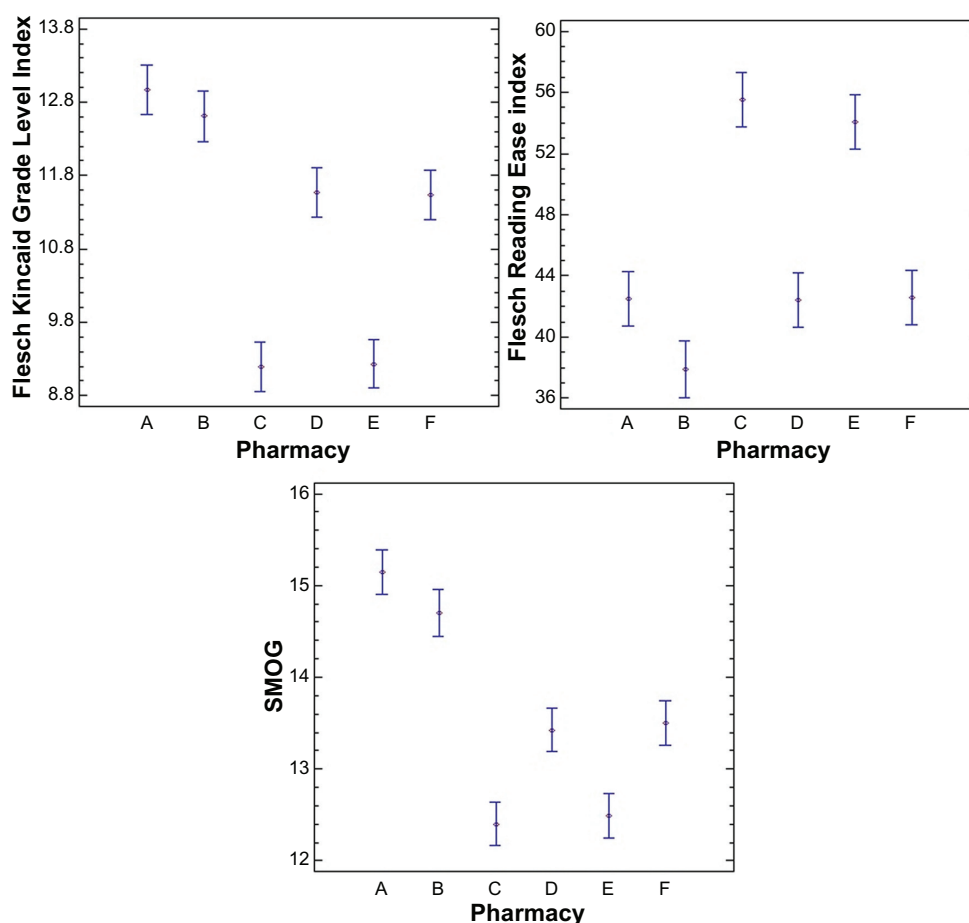 Flesch Kincaid Grade Level Index
13.8
12.8
11.8
10.8
9.8
8.8
A B C D E F
Pharmacy
Flesch Reading Ease index
60
56
52
48
44
40
36
A B C D E F
Pharmacy
SMOG
16
15
14
13
12
A B C D E F
Pharmacy